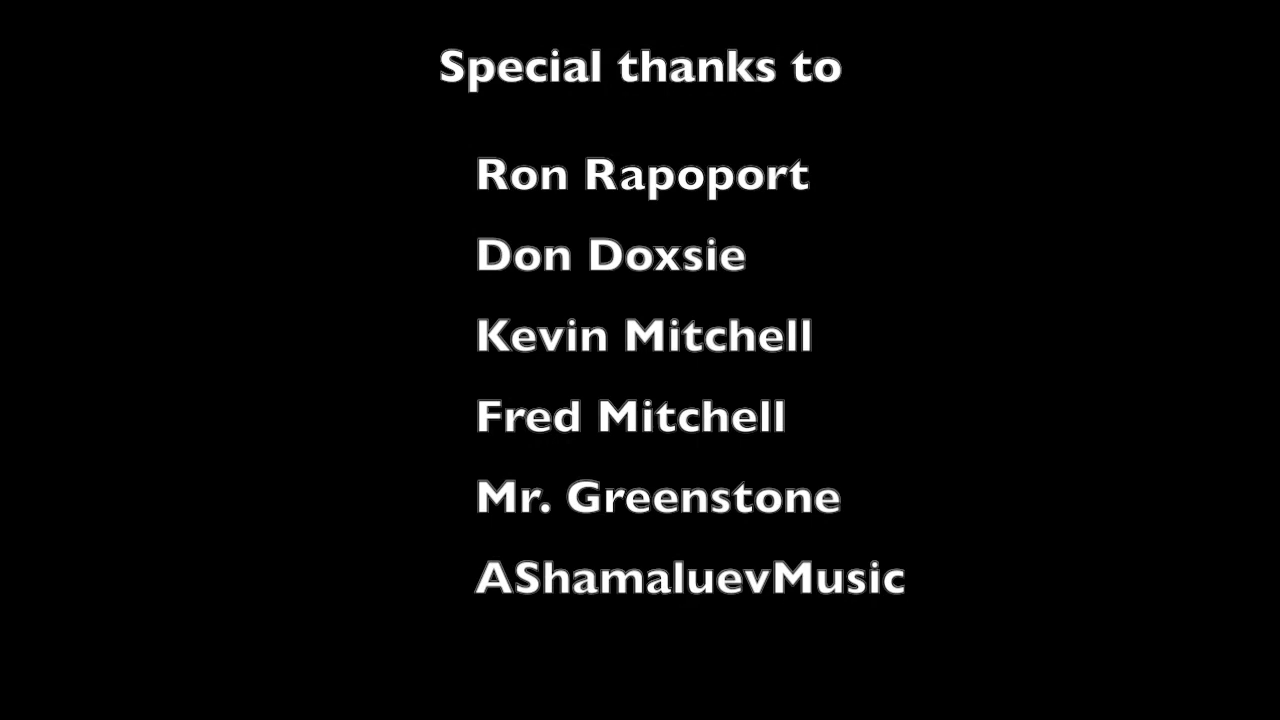 Special thanks to
Ron Rapoport
Don Doxsie
Kevin Mitchell
Fred Mitchell
Mr. Greenstone
AShamaluevMusic